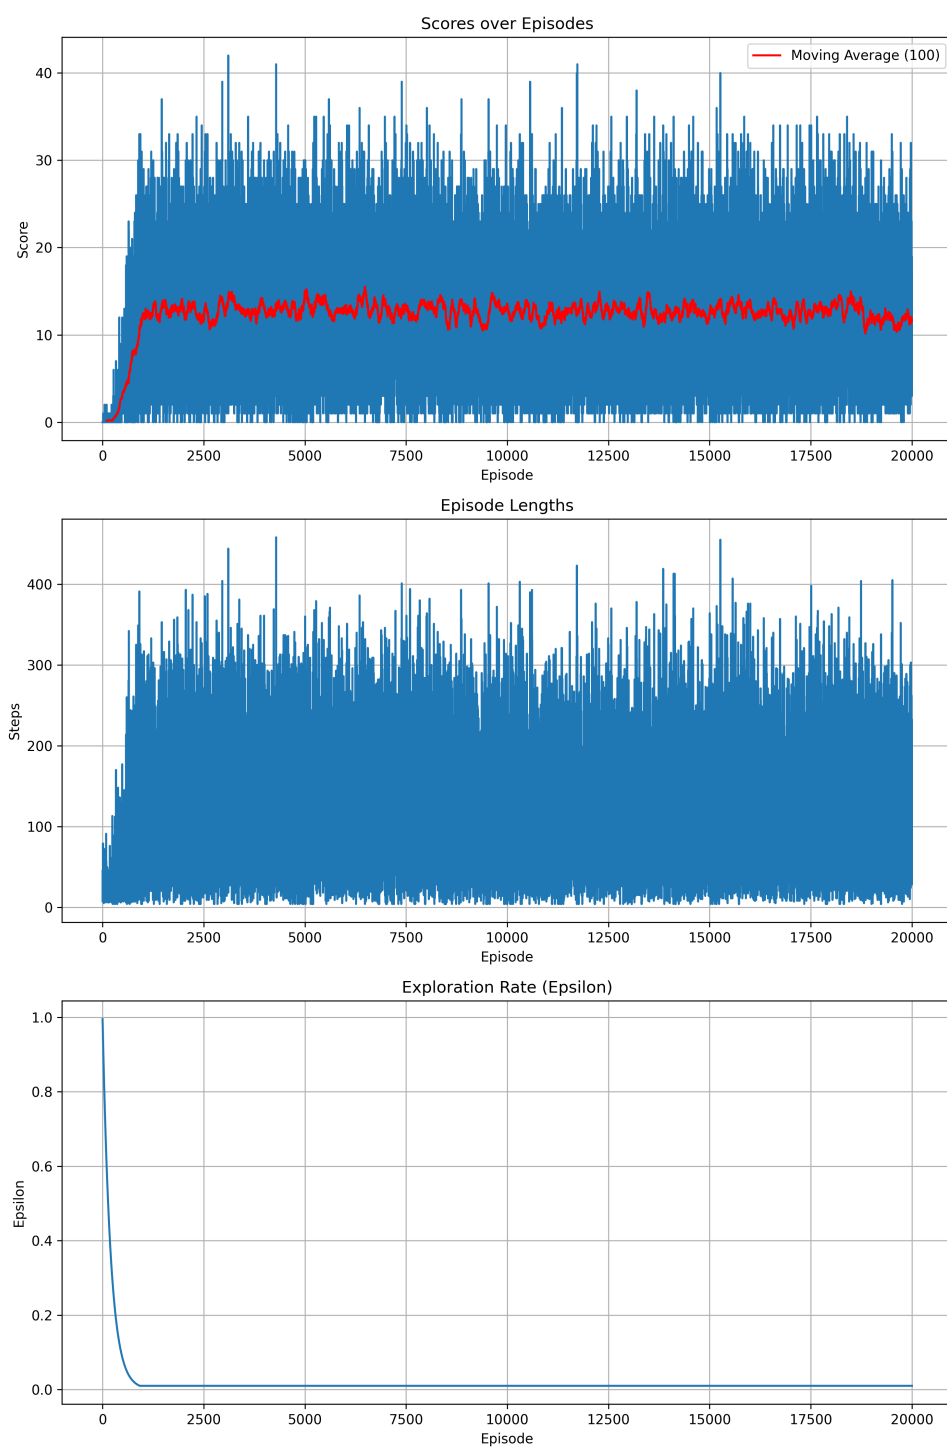 Scores over Episodes
Moving Average (100)
40
30
20
10
0
Score
0 2500 5000 7500 10000 12500 15000 17500 20000
Episode
Episode Lengths
400
300
200
100
0
Steps
0 2500 5000 7500 10000 12500 15000 17500 20000
Episode
Exploration Rate (Epsilon)
1.0
0.8
0.6
0.4
0.2
0.0
Epsilon
0 2500 5000 7500 10000 12500 15000 17500 20000
Episode